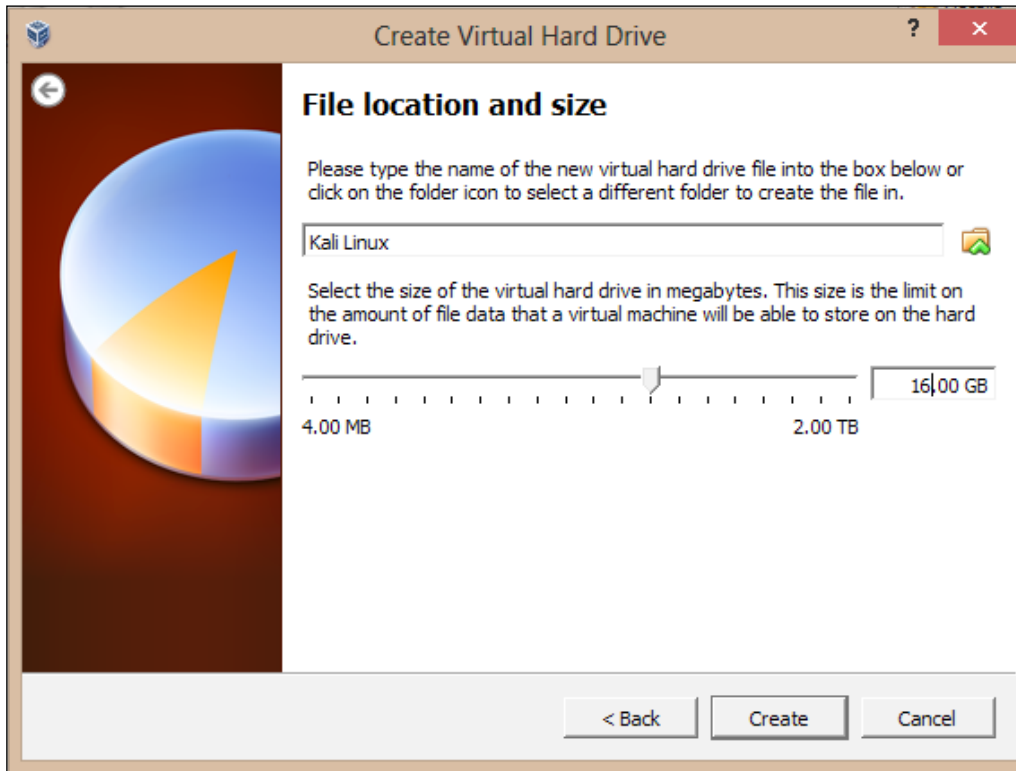 Create Virtual Hard Drive
?
File location and size
Please type the name of the new virtual hard drive file into the box below or
click on the folder icon to select a different folder to create the file in.
Kali Linux
Select the size of the virtual hard drive in megabytes. This size is the limit on
the amount of file data that a virtual machine will be able to store on the hard
drive.
16.00 GB
4.00 MB
2.00 TB
< Back
Create
Cancel